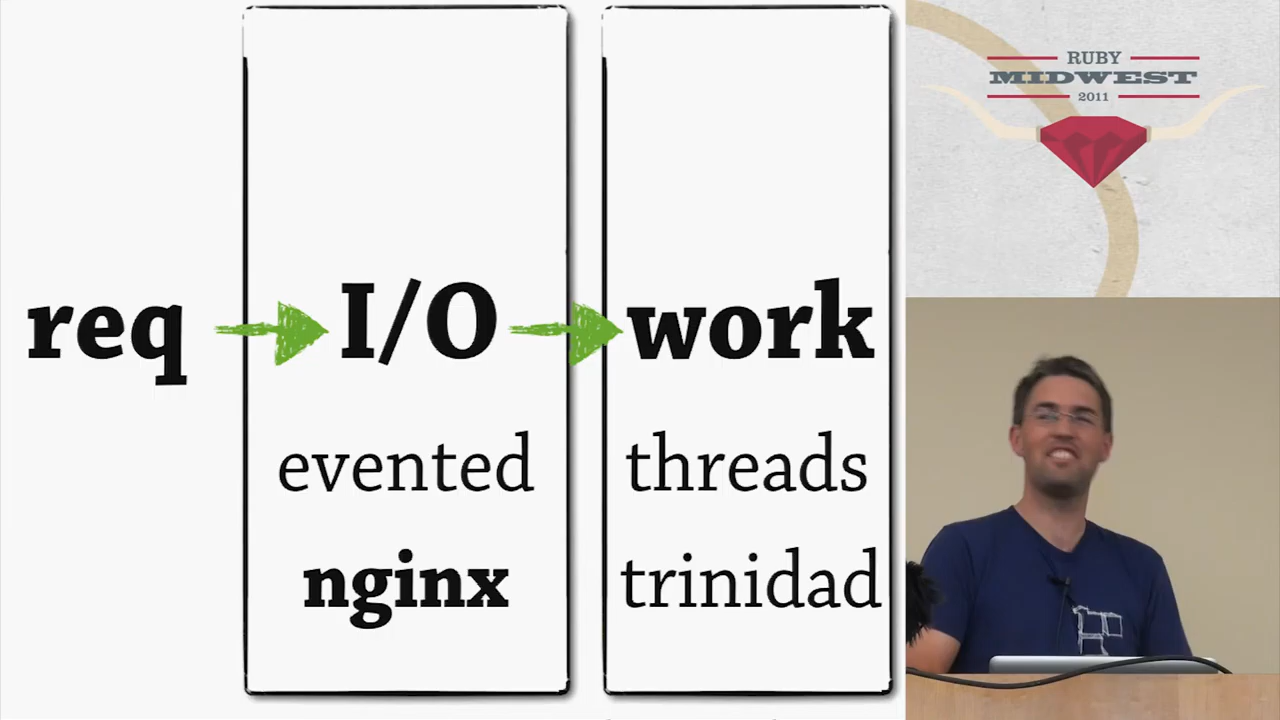 req I/O work
evented threads
nginx trinidad
RUBY
MIDWEST
2011